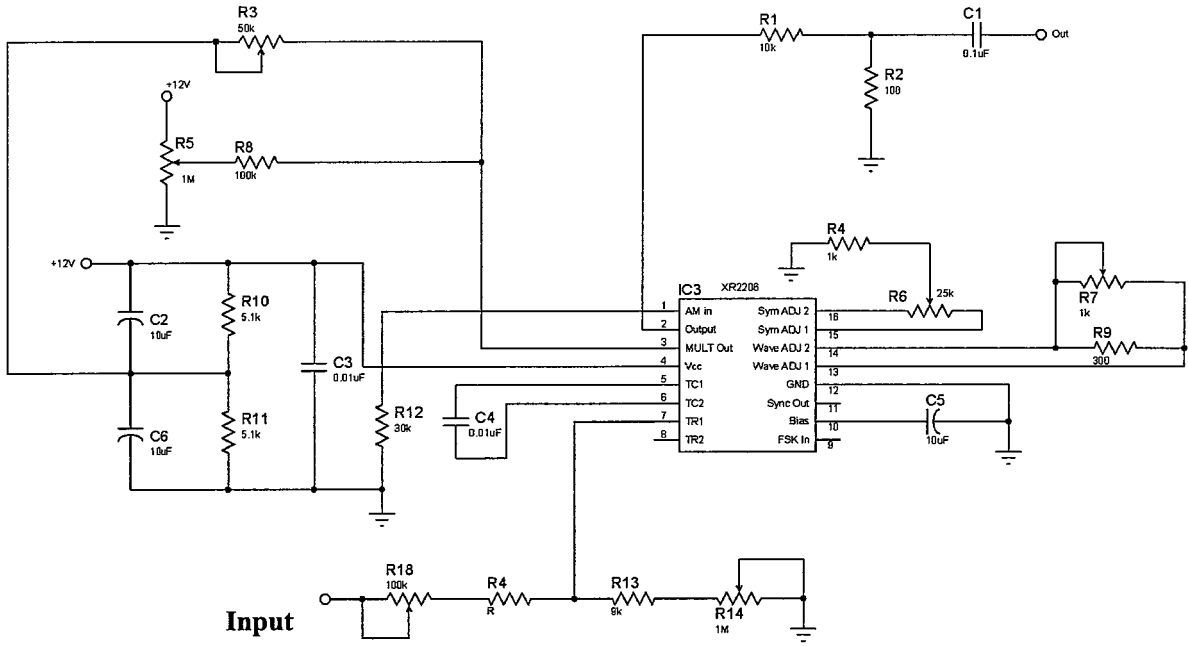 R3
50k
R1
10k
C1
0.1uF
Out
R2
100
+12V
R5
1M
R8
100k
+12V
R4
1k
R6
25k
R7
1k
R9
300
C2
10uF
R10
5.1k
C3
0.01uF
C6
10uF
R11
5.1k
R12
30k
C4
0.01uF
IC3
XR2206
1
AM in
Sym ADJ 2
16
2
Output
Sym ADJ 1
15
3
MULT Out
Wave ADJ 2
14
4
Vcc
Wave ADJ 1
13
5
TC1
GND
12
6
TC2
Sync Out
11
7
TR1
Bias
10
8
TR2
FSK In
9
C5
10uF
R18
100k
R4
R
R13
9k
R14
1M
Input